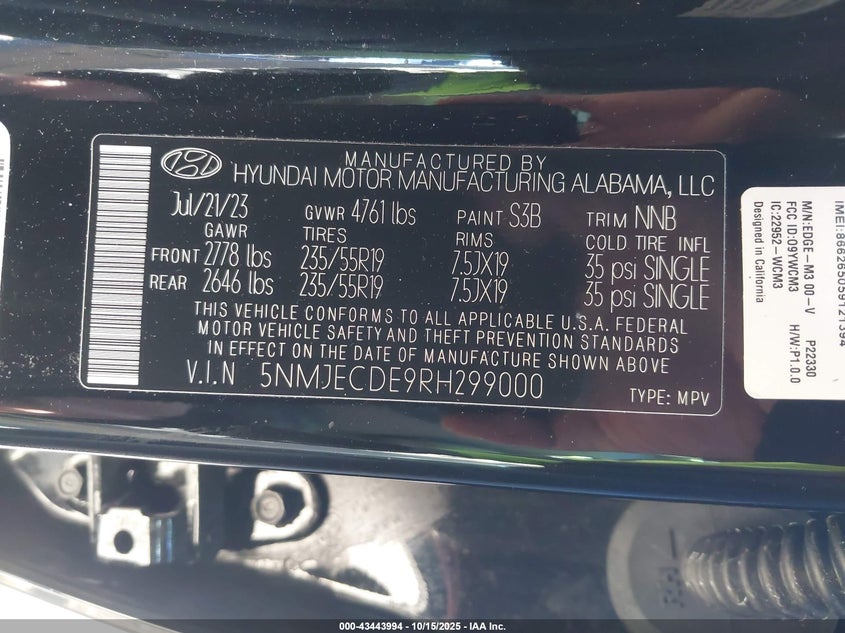 MANUFACTURED BY
HYUNDAI MOTOR MANUFACTURING ALABAMA, LLC
Jul/21/23 GVWR 4761 lbs PAINT S3B TRIM NNB
GAWR TIRES RIMS COLD TIRE INFL
FRONT 2778 lbs 235/55R19 7.5JX19 35 psi SINGLE
REAR 2646 lbs 235/55R19 7.5JX19 35 psi SINGLE
THIS VEHICLE CONFORMS TO ALL APPLICABLE U.S.A. FEDERAL
MOTOR VEHICLE SAFETY AND THEFT PREVENTION STANDARDS
IN EFFECT ON THE DATE OF MANUFACTURE SHOWN ABOVE
V.I.N 5NMJECDE9RH299000
TYPE: MPV
IMEI:866265059121394
M/N:EDGE-M3 00-V P22330
FCC ID:O9YWCM3 H/W:P1.0.0
IC:22952-WCM3
Designed in California
000-43443994 - 10/15/2025 - IAA Inc.